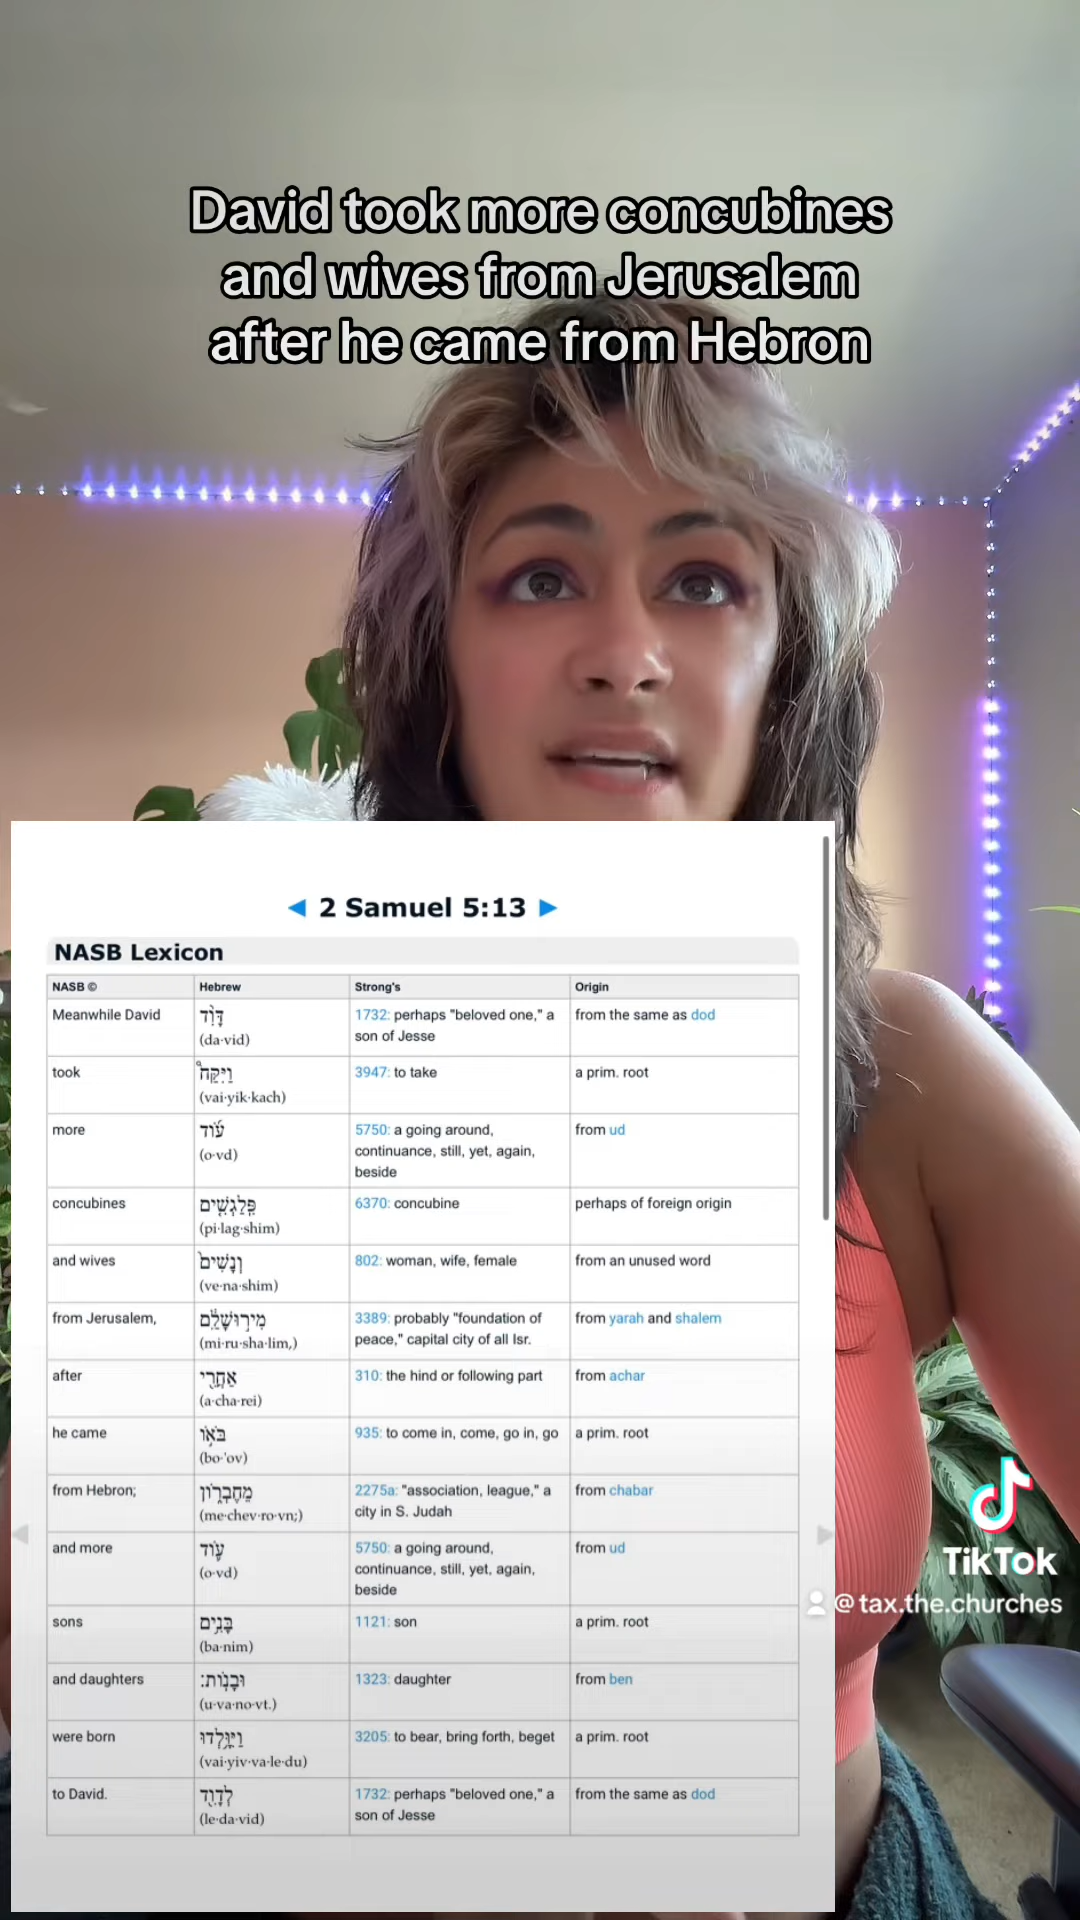 David took more concubines
and wives from Jerusalem
after he came from Hebron
◄ 2 Samuel 5:13 ►
NASB Lexicon
NASB © Hebrew Strong's Origin
Meanwhile David דָּוִ֨ד 1732: perhaps "beloved one," a from the same as dod
(da·vid) son of Jesse
took וַיִּקַּח֩ 3947: to take a prim. root
(vai·yik·kach)
more ע֜וֹד 5750: a going around, from ud
(o·vd) continuance, still, yet, again,
beside
concubines פִּֽלַגְשִׁ֤ים 6370: concubine perhaps of foreign origin
(pi·lag·shim)
and wives וְנָשִׁים֙ 802: woman, wife, female from an unused word
(ve·na·shim)
from Jerusalem, מִיר֣וּשָׁלִַ֔ם 3389: probably "foundation of from yarah and shalem
(mi·ru·sha·lim,) peace," capital city of all Isr.
after אַחֲרֵ֖י 310: the hind or following part from achar
(a·cha·rei)
he came בֹּא֣וֹ 935: to come in, come, go in, go a prim. root
(bo·'ov)
from Hebron; מֵחֶבְר֑וֹן 2275a: "association, league," a from chabar
(me·chev·ro·vn;) city in S. Judah
and more ע֥וֹד 5750: a going around, from ud
(o·vd) continuance, still, yet, again,
beside
sons בָּנִ֥ים 1121: son a prim. root
(ba·nim)
and daughters וּבָנֽוֹת׃ 1323: daughter from ben
(u·va·no·vt.)
were born וַיִּוָּ֥לְדוּ 3205: to bear, bring forth, beget a prim. root
(vai·yiv·va·le·du)
to David. לְדָוִ֖ד 1732: perhaps "beloved one," a from the same as dod
(le·da·vid) son of Jesse
TikTok
@tax.the.churches